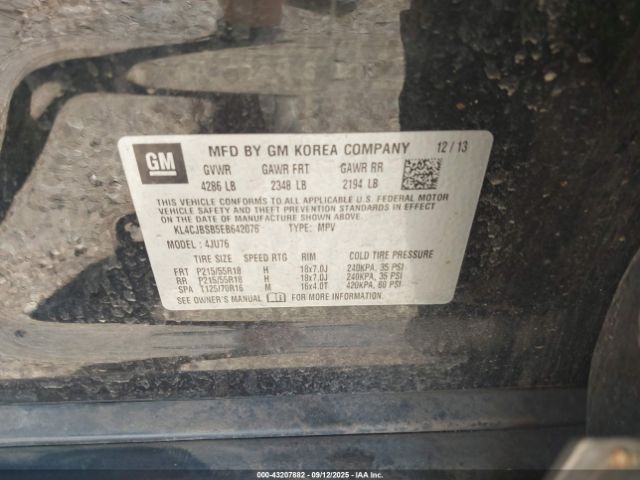 GM
MFD BY GM KOREA COMPANY 12 / 13
GVWR GAWR FRT GAWR RR
4286 LB 2348 LB 2194 LB
THIS VEHICLE CONFORMS TO ALL APPLICABLE U.S. FEDERAL MOTOR
VEHICLE SAFETY AND THEFT PREVENTION STANDARDS IN EFFECT
ON THE DATE OF MANUFACTURE SHOWN ABOVE.
KL4CJBSB5EB642076 TYPE: MPV
MODEL : 4JU76
TIRE SIZE SPEED RTG RIM COLD TIRE PRESSURE
FRT P215/55R18 H 18x7.0J 240KPA, 35 PSI
RR P215/55R18 H 18x7.0J 240KPA, 35 PSI
SPA T125/70R16 M 16x4.0T 420KPA, 60 PSI
SEE OWNER'S MANUAL FOR ADDITIONAL INFORMATION.
000-43207882 - 09/12/2025 - IAAI.com